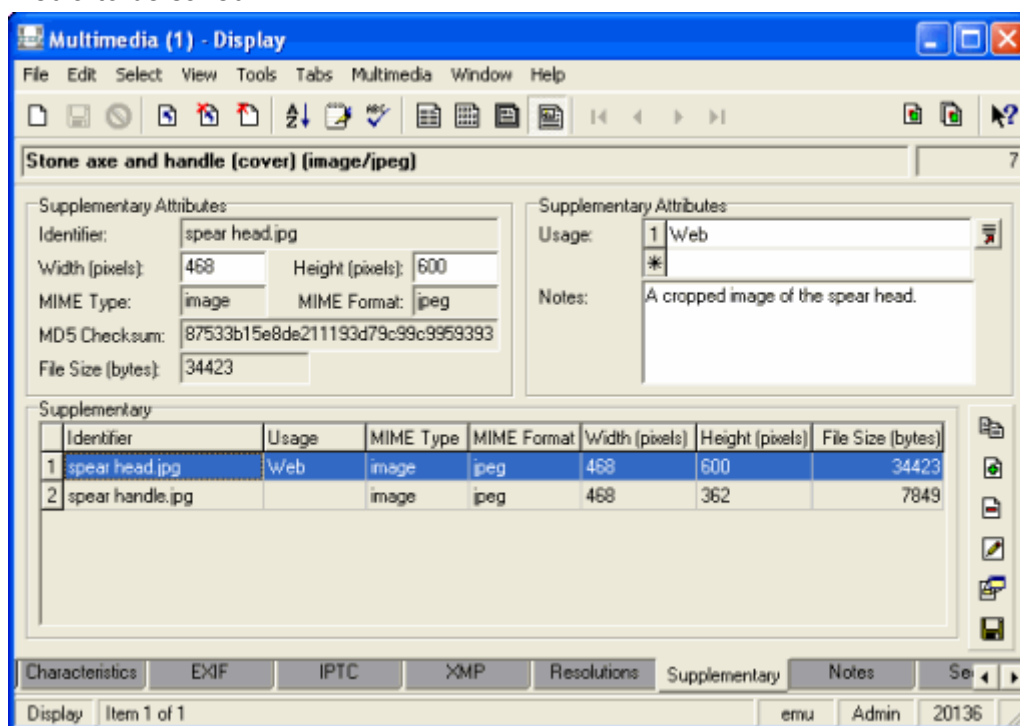 Multimedia (1) - Display
File Edit Select View Tools Tabs Multimedia Window Help
Stone axe and handle (cover) (image/jpeg) 7
Supplementary Attributes
Identifier: spear head.jpg
Width (pixels): 468 Height (pixels): 600
MIME Type: image MIME Format: jpeg
MD5 Checksum: 87533b15e8de211193d79c99c9959393
File Size (bytes): 34423
Supplementary Attributes
Usage: 1 Web
Notes: A cropped image of the spear head.
Supplementary
Identifier Usage MIME Type MIME Format Width (pixels) Height (pixels) File Size (bytes)
1 spear head.jpg Web image jpeg 468 600 34423
2 spear handle.jpg image jpeg 468 362 7849
Characteristics EXIF IPTC XMP Resolutions Supplementary Notes Se
Display Item 1 of 1 emu Admin 20136